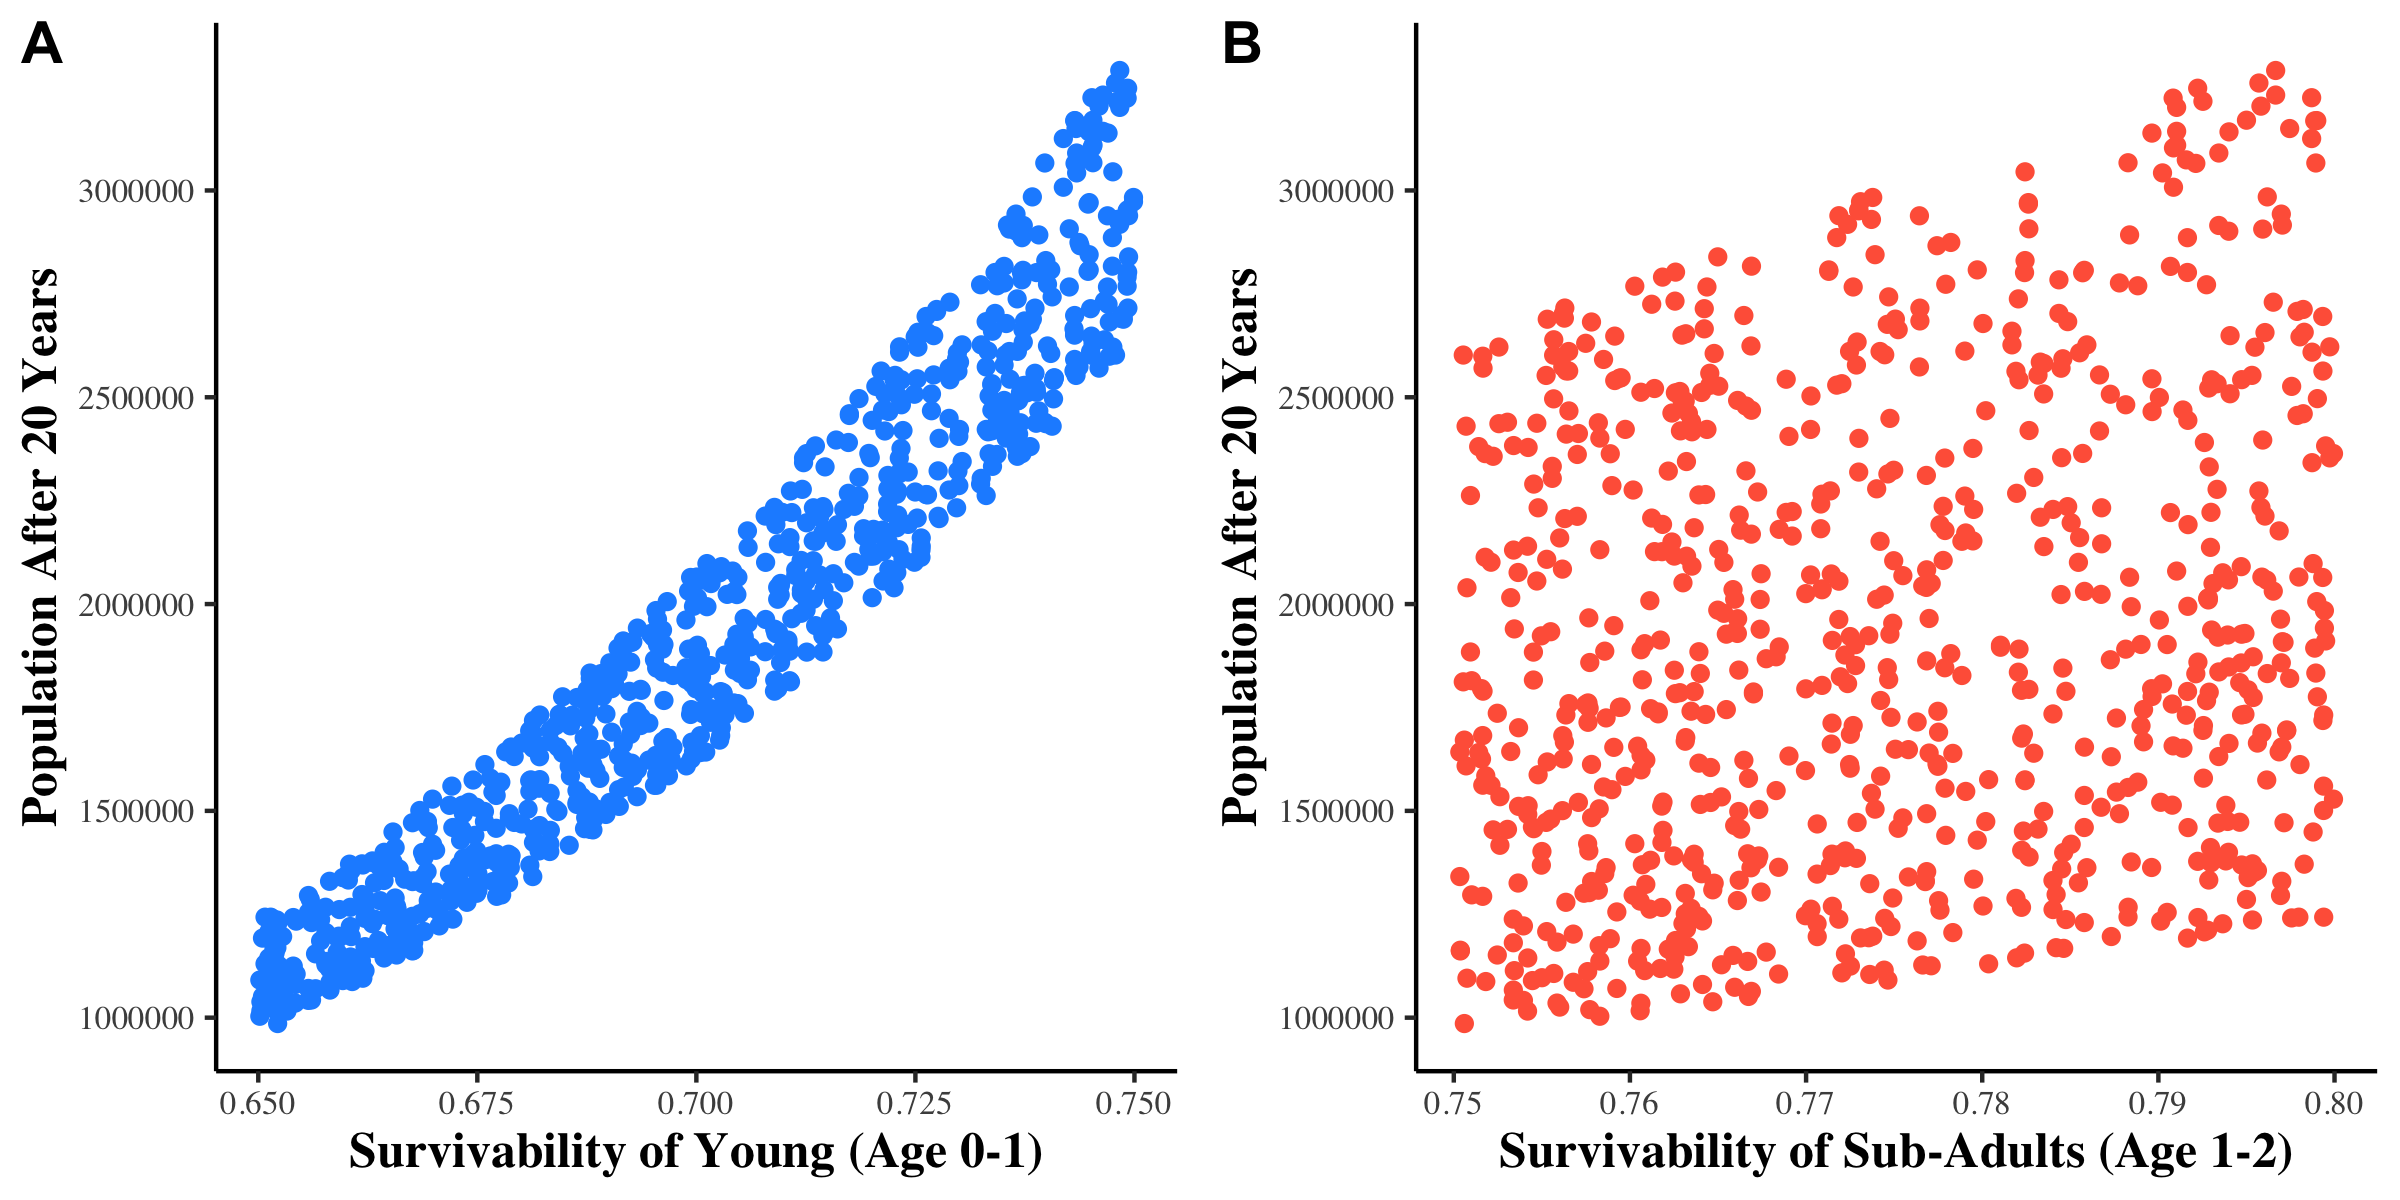 A
Population After 20 Years
3000000
2500000
2000000
1500000
1000000
0.650 0.675 0.700 0.725 0.750
Survivability of Young (Age 0-1)
B
Population After 20 Years
3000000
2500000
2000000
1500000
1000000
0.75 0.76 0.77 0.78 0.79 0.80
Survivability of Sub-Adults (Age 1-2)